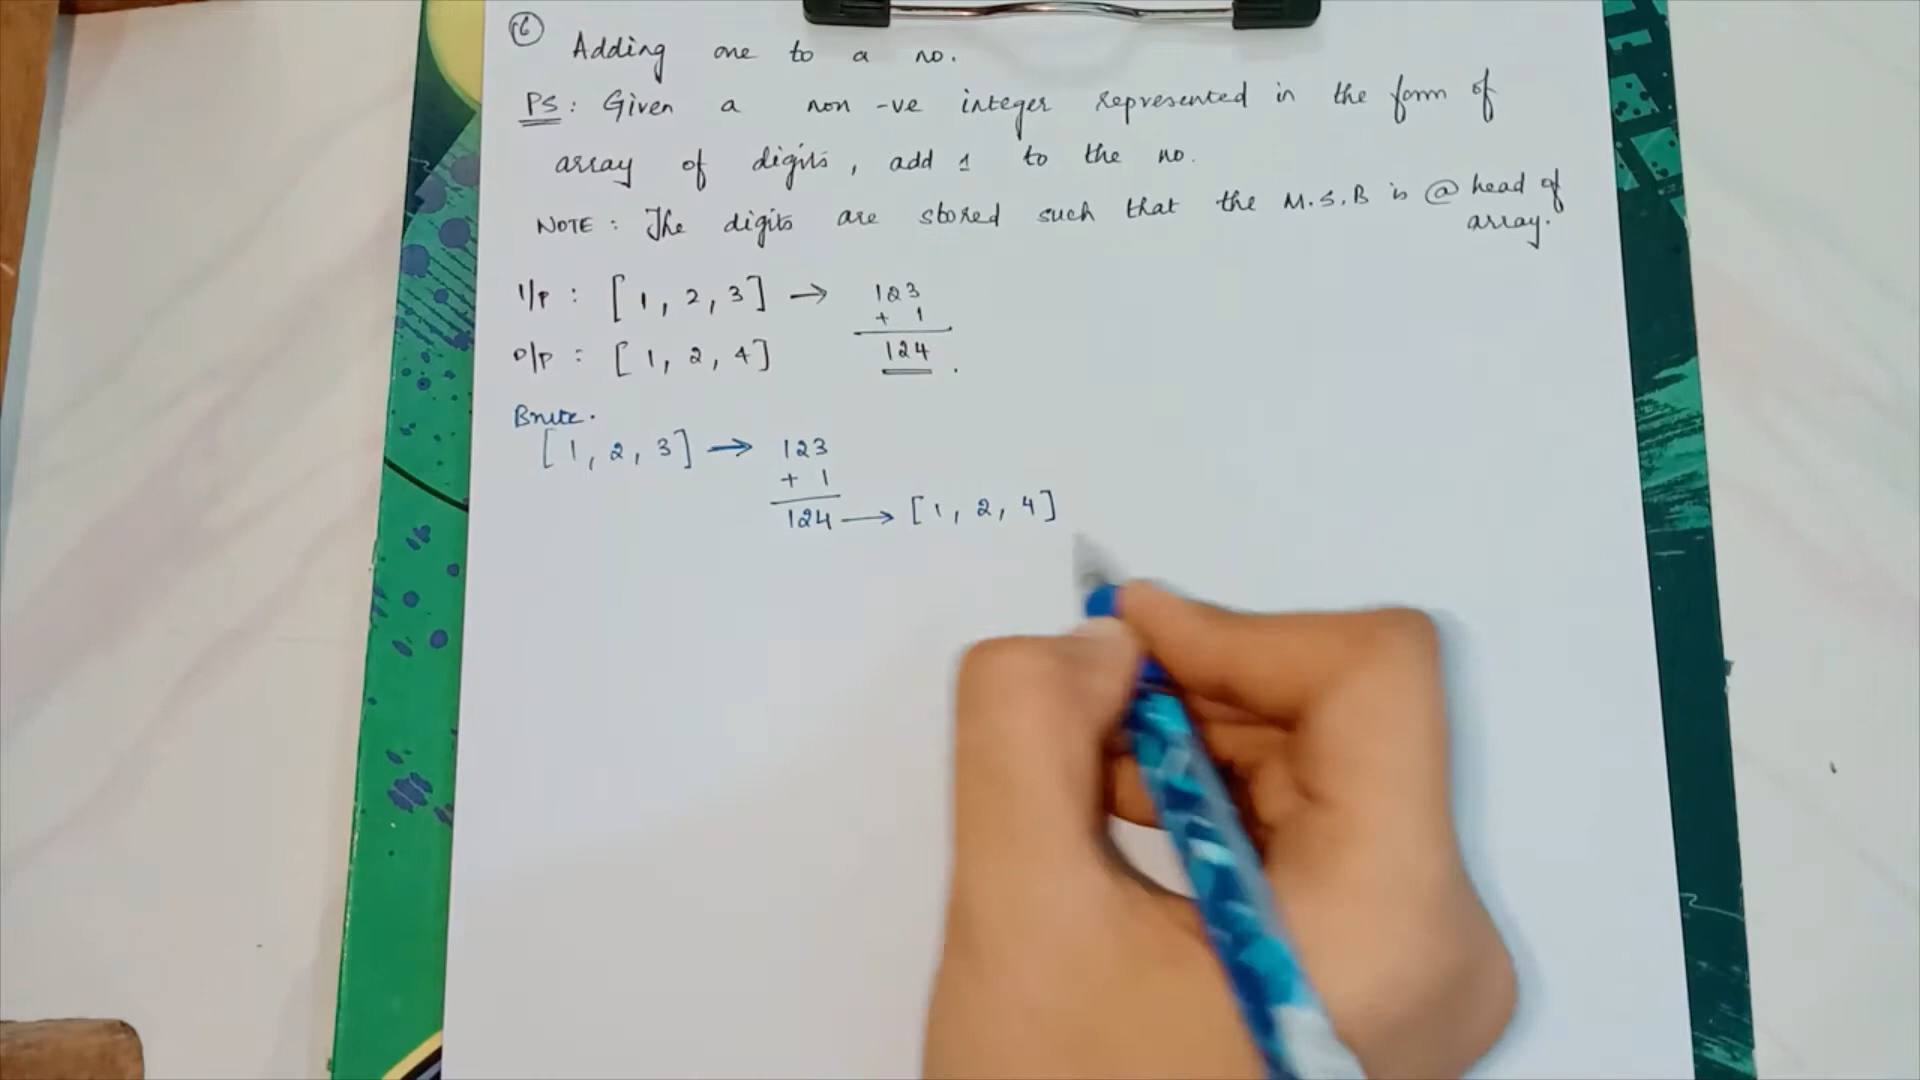 16
Adding one to a no.
PS : Given a non -ve integer represented in the form of
array of digits, add 1 to the no.
NOTE : The digits are stored such that the M.S.B is @ head of
array.
I/P : [1, 2, 3] → 123
+ 1
O/P : [1, 2, 4] 124.
Brute.
[1, 2, 3] → 123
+ 1
124 → [1, 2, 4]